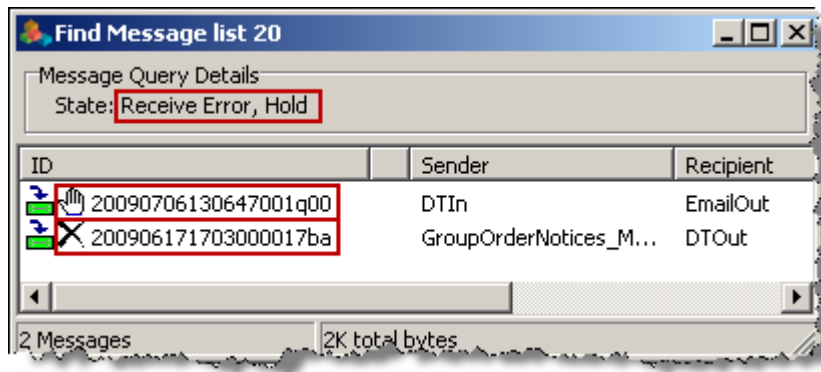 Find Message list 20
Message Query Details
State: Receive Error, Hold
ID Sender Recipient
20090706130647001q00 DTIn EmailOut
200906171703000017ba GroupOrderNotices_M... DTOut
2 Messages 2K total bytes